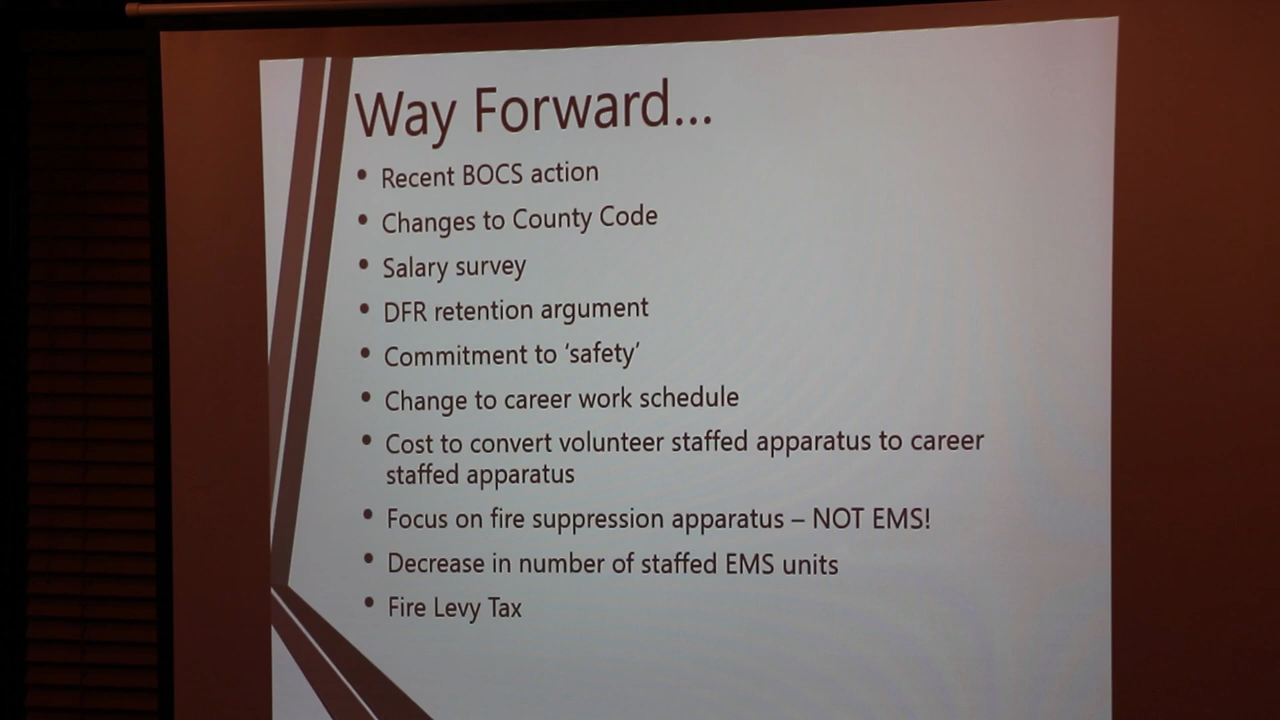 Way Forward...
• Recent BOCS action
• Changes to County Code
• Salary survey
• DFR retention argument
• Commitment to ‘safety’
• Change to career work schedule
• Cost to convert volunteer staffed apparatus to career
staffed apparatus
• Focus on fire suppression apparatus – NOT EMS!
• Decrease in number of staffed EMS units
• Fire Levy Tax